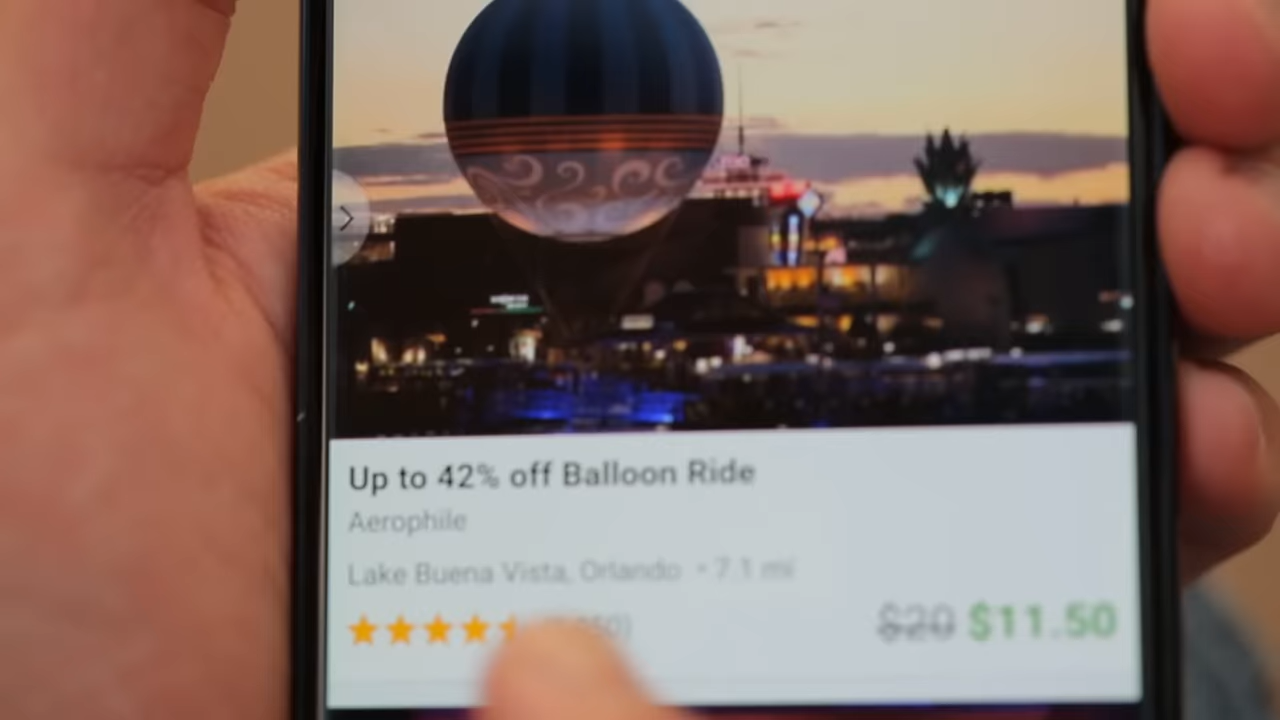 Up to 42% off Balloon Ride
Aerophile
Lake Buena Vista, Orlando • 7.1 mi
$20 $11.50